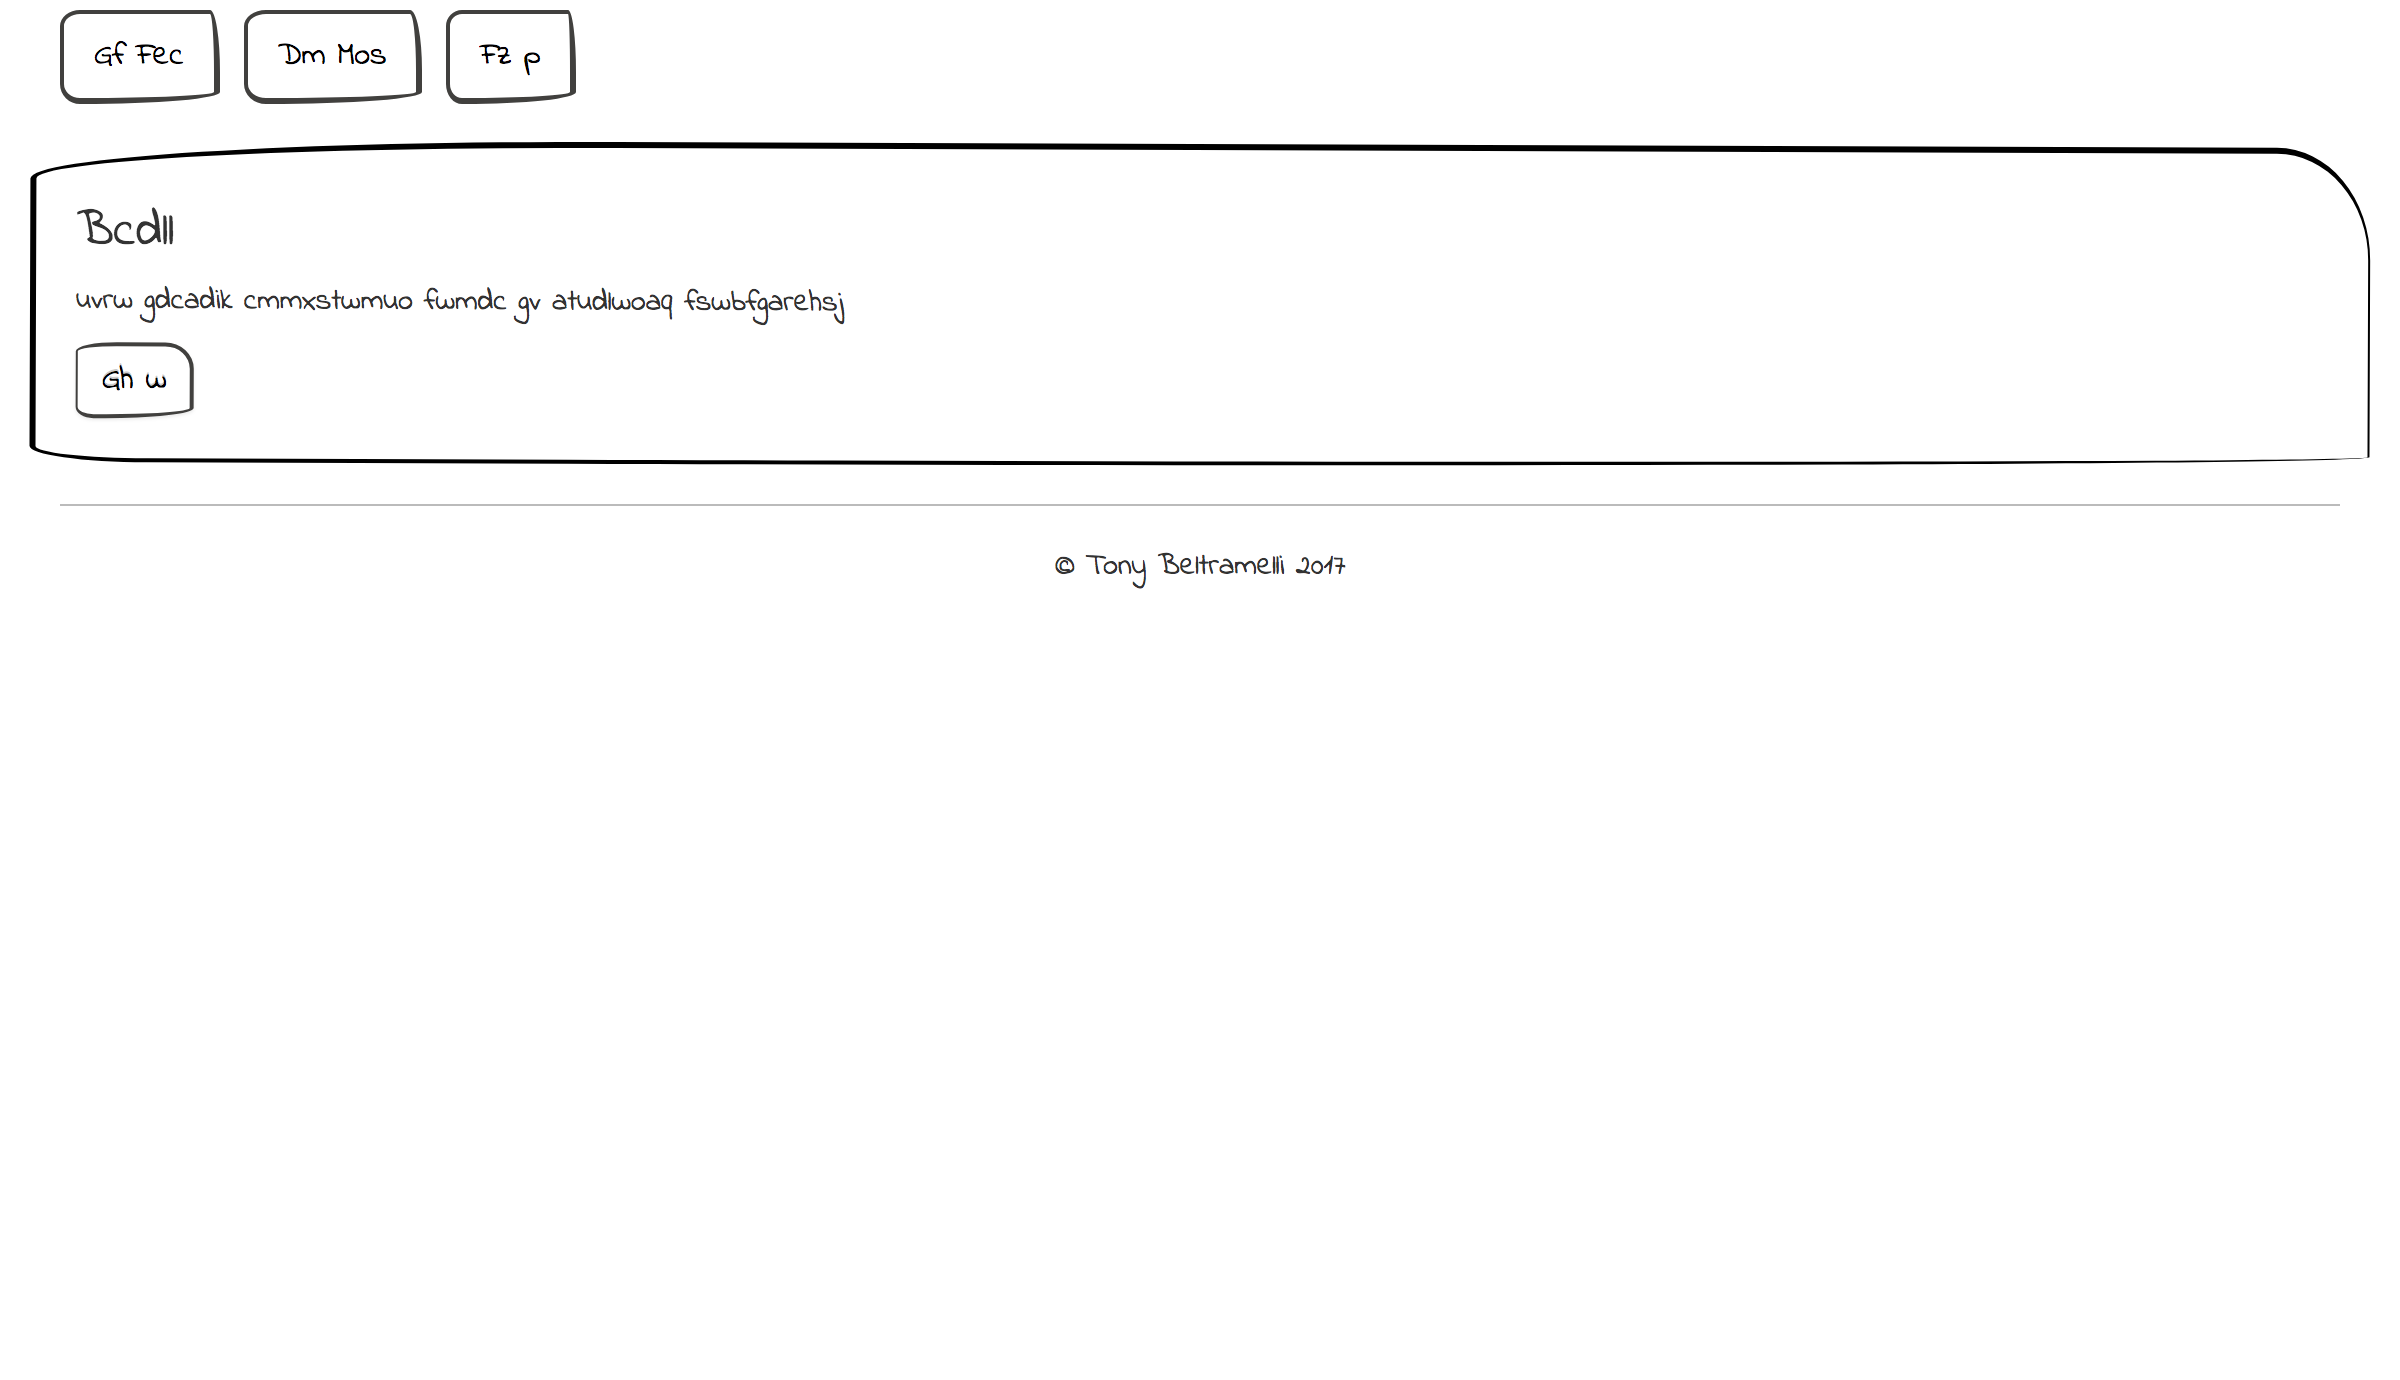 Gf Fec Dm Mos Fz p
Bcdll
uvrw gdcadik cmmxstwmuo fwmdc gv atudlwoaq fswbfgarehsj
Gh w
© Tony Beltramelli 2017